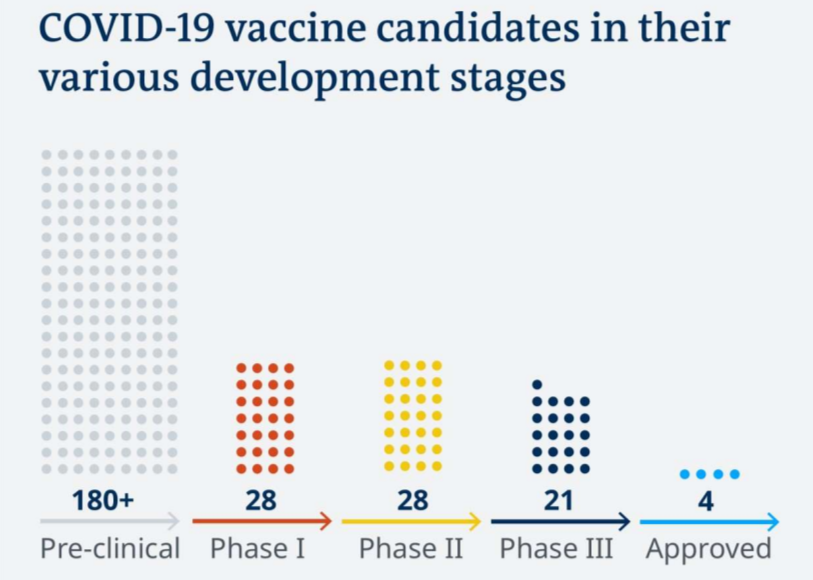 COVID-19 vaccine candidates in their
various development stages
180+ 28 28 21 4
Pre-clinical Phase I Phase II Phase III Approved